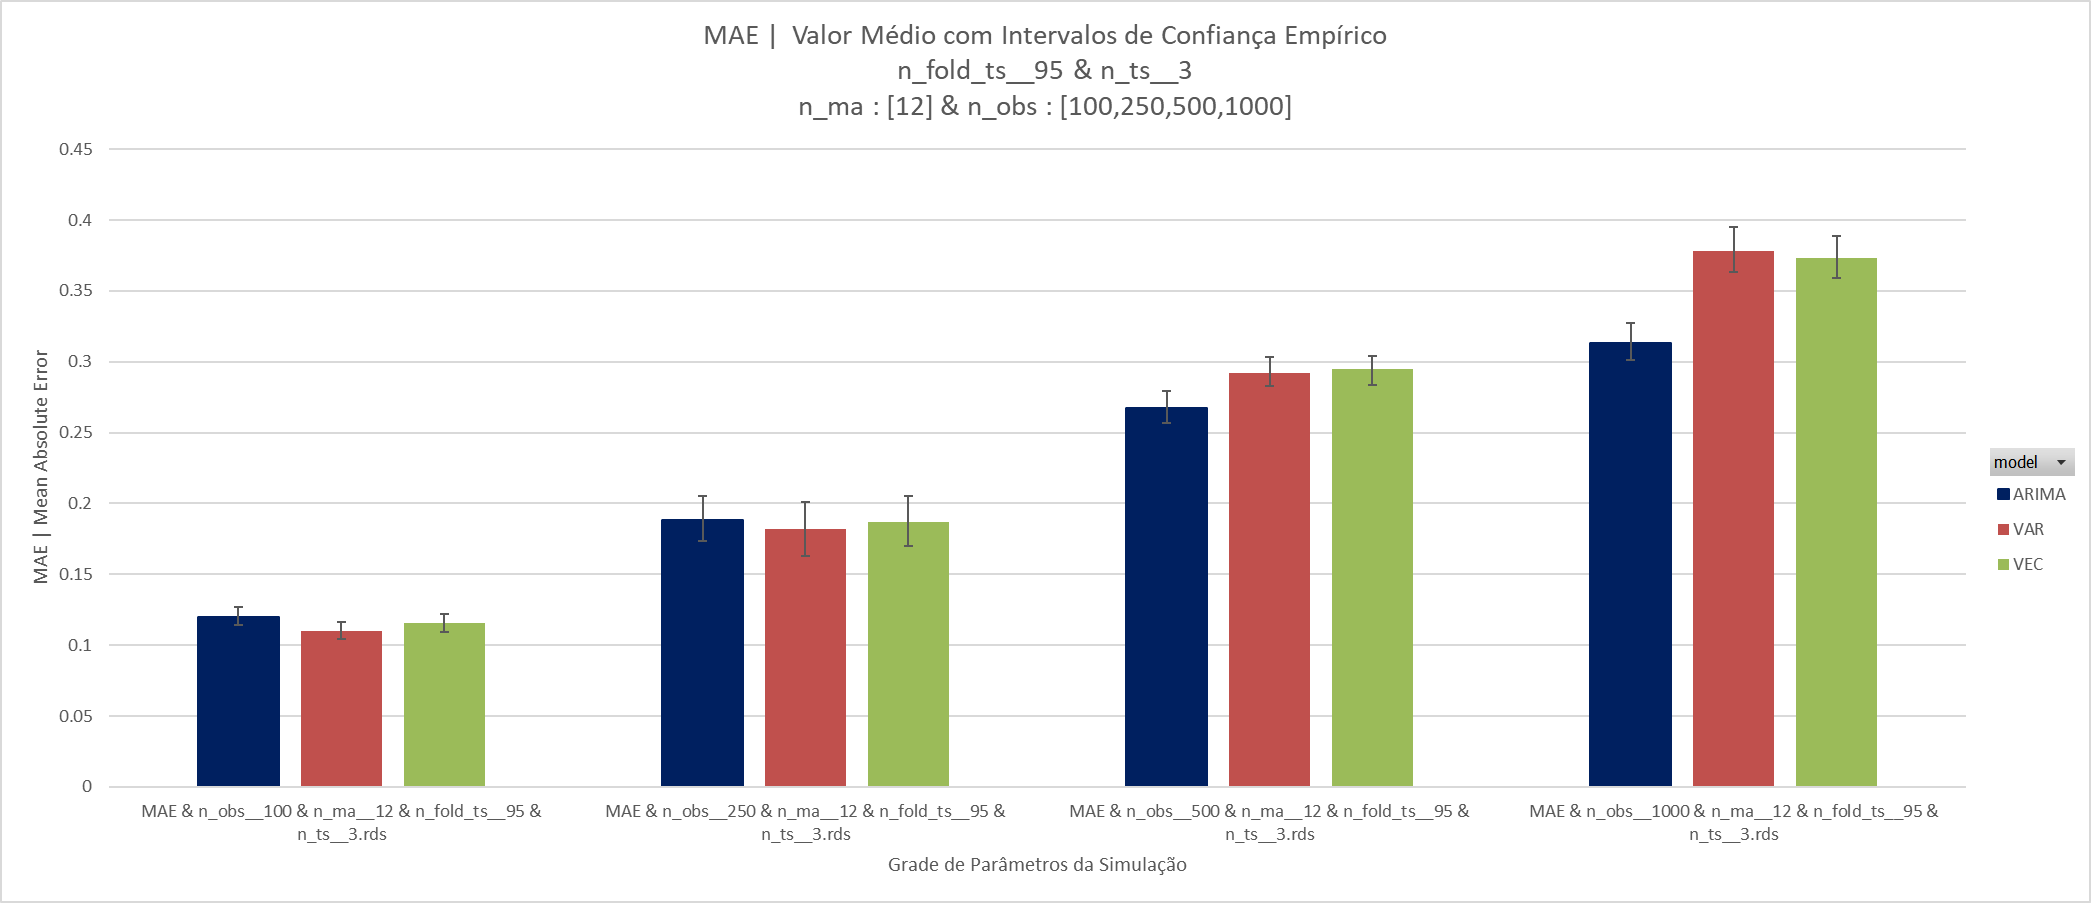 MAE |  Valor Médio com Intervalos de Confiança Empírico
n_fold_ts__95 & n_ts__3
n_ma : [12] & n_obs : [100,250,500,1000]
MAE | Mean Absolute Error
0.45
0.4
0.35
0.3
0.25
0.2
0.15
0.1
0.05
0
MAE & n_obs__100 & n_ma__12 & n_fold_ts__95 &
n_ts__3.rds
MAE & n_obs__250 & n_ma__12 & n_fold_ts__95 &
n_ts__3.rds
MAE & n_obs__500 & n_ma__12 & n_fold_ts__95 &
n_ts__3.rds
MAE & n_obs__1000 & n_ma__12 & n_fold_ts__95 &
n_ts__3.rds
Grade de Parâmetros da Simulação
model
ARIMA
VAR
VEC